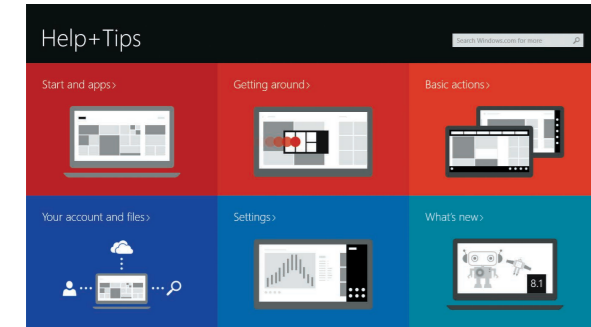 Help+Tips
Search Windows.com for more
Start and apps›
Getting around›
Basic actions›
Your account and files›
Settings›
What's new›
8.1